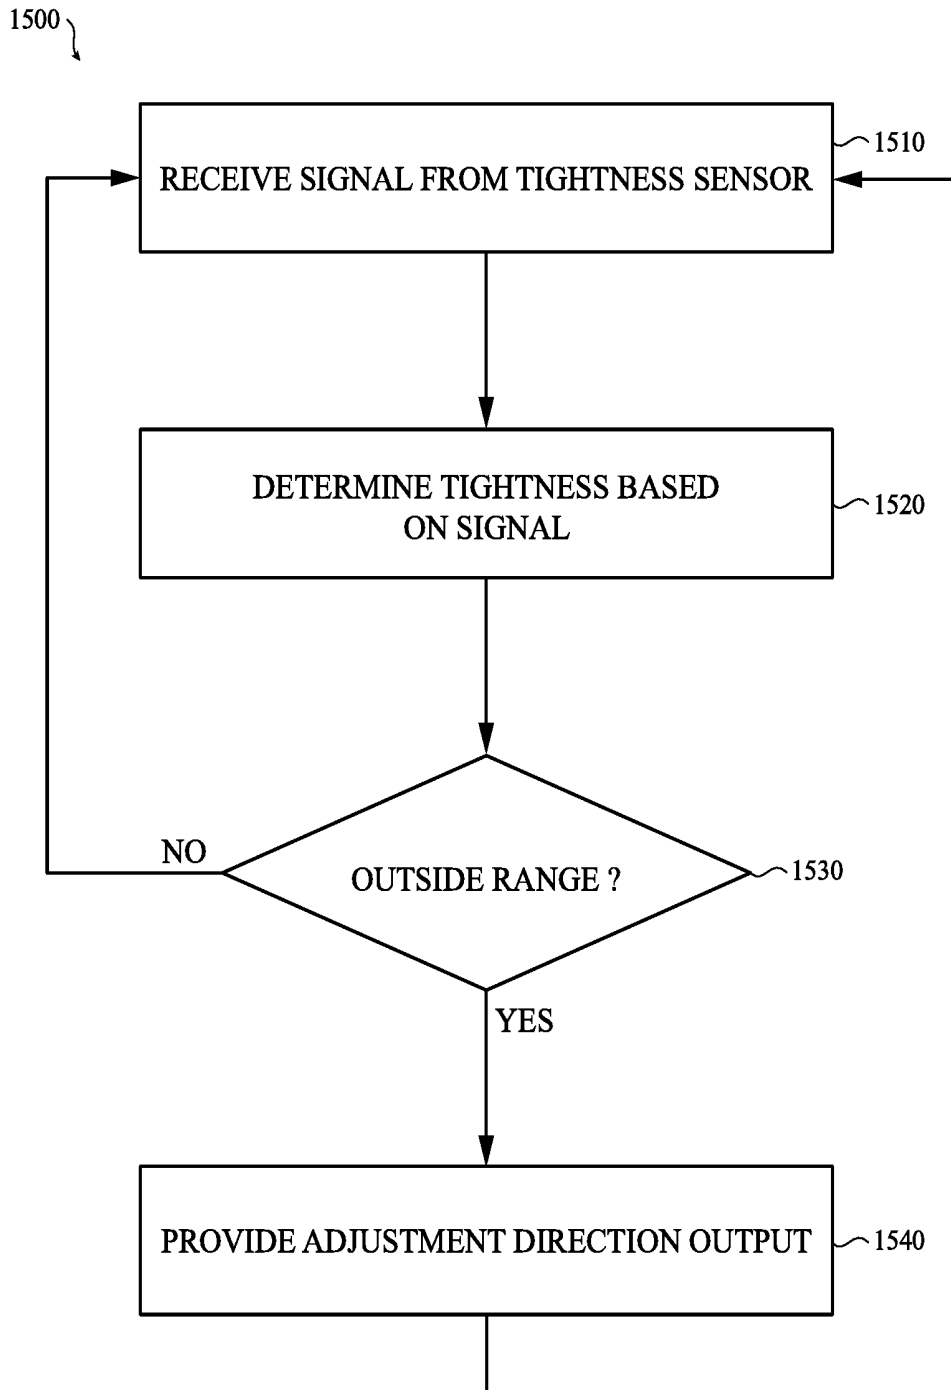 1500
RECEIVE SIGNAL FROM TIGHTNESS SENSOR
1510
DETERMINE TIGHTNESS BASED
ON SIGNAL
1520
NO
OUTSIDE RANGE ?
1530
YES
PROVIDE ADJUSTMENT DIRECTION OUTPUT
1540